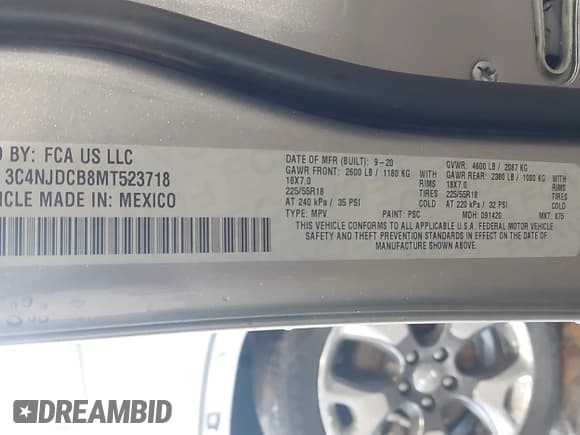 D BY: FCA US LLC
3C4NJDCB8MT523718
ICLE MADE IN: MEXICO
DATE OF MFR (BUILT): 9-20 GVWR: 4600 LB / 2087 KG
GAWR FRONT: 2600 LB / 1180 KG WITH GAWR REAR: 2380 LB / 1080 KG WITH
18X7.0 RIMS 18X7.0 RIMS
225/55R18 TIRES 225/55R18 TIRES
AT 240 kPa / 35 PSI COLD AT 220 kPa / 32 PSI COLD
TYPE: MPV PAINT: PSC MDH: 091420 MKT: 875
THIS VEHICLE CONFORMS TO ALL APPLICABLE U.S.A. FEDERAL MOTOR VEHICLE
SAFETY AND THEFT PREVENTION STANDARDS IN EFFECT ON THE DATE OF
MANUFACTURE SHOWN ABOVE.
DREAMBID